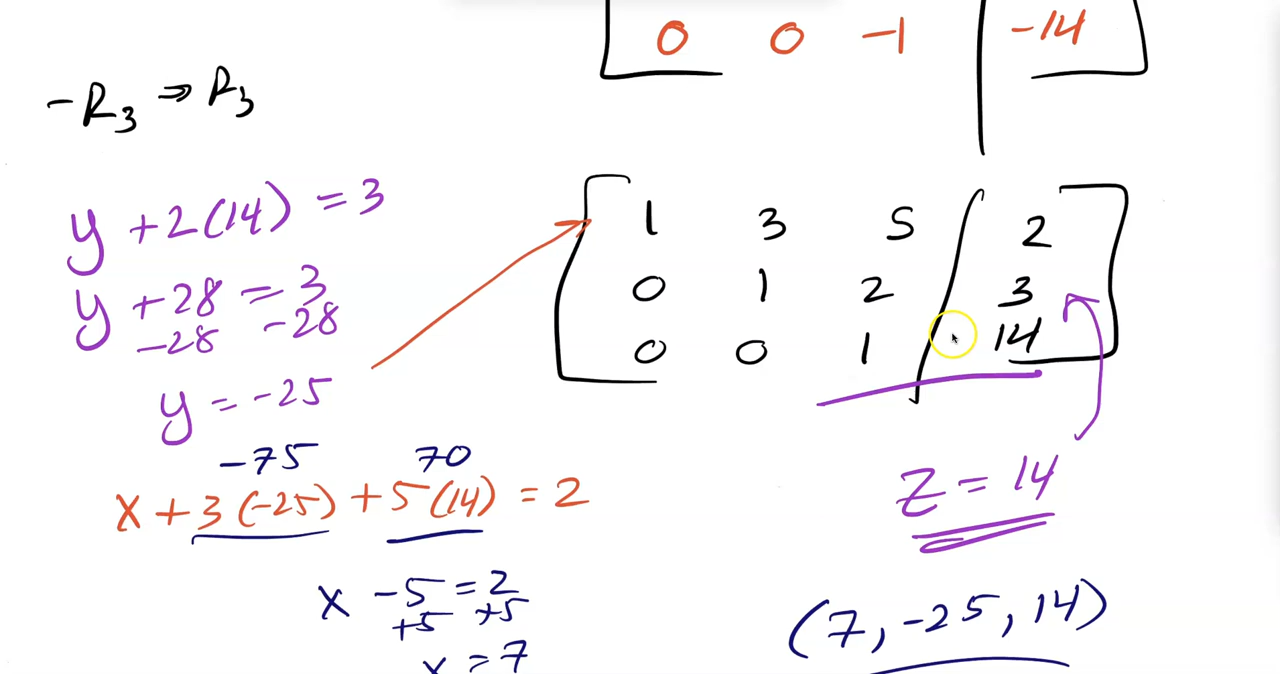 0 0 -1 | -14
-R₃ ⇒ R₃
1 3 5 | 2
0 1 2 | 3
0 0 1 | 14
y + 2(14) = 3
y + 28 = 3
-28 -28
y = -25
-75 70
x + 3(-25) + 5(14) = 2
x - 5 = 2
+5 +5
x = 7
z = 14
(7, -25, 14)